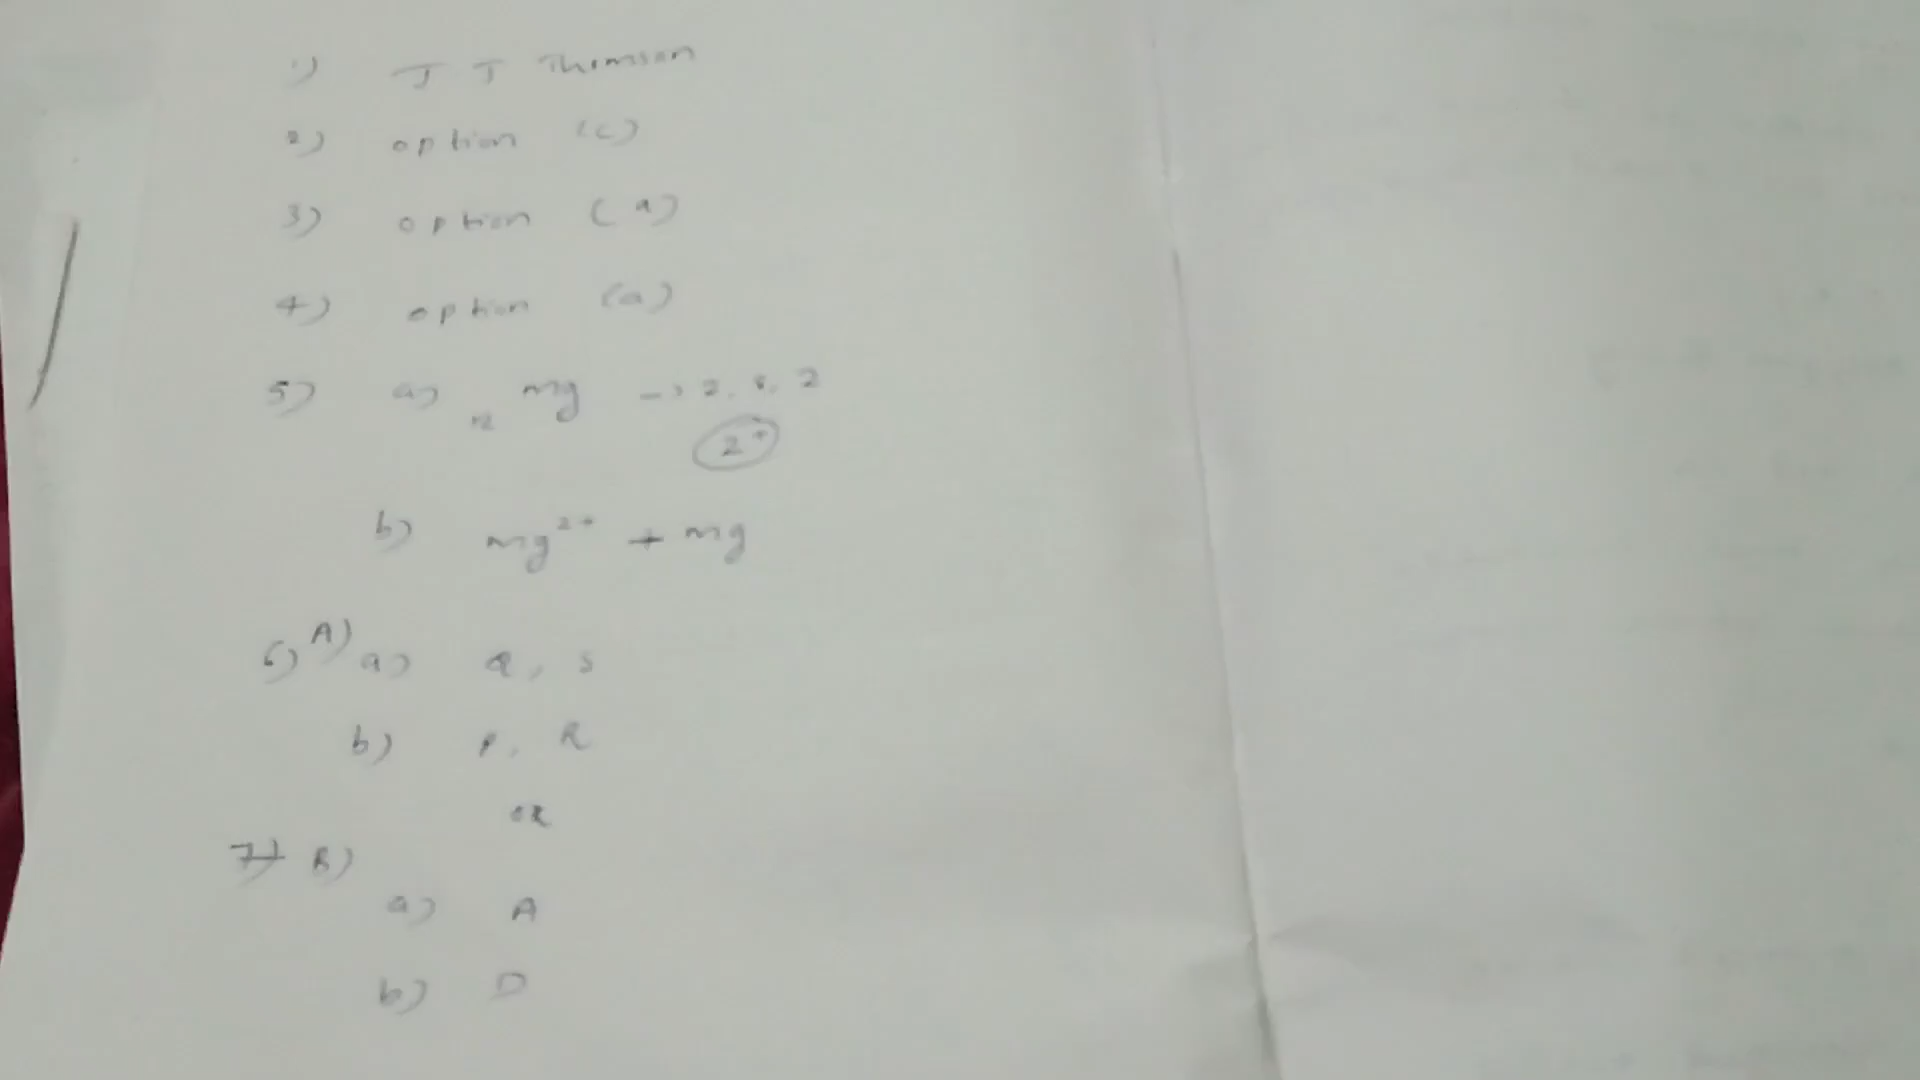 1) J J Thomson
2) option (c)
3) option (a)
4) option (a)
5) a) 12 mg -> 2, 8, 2
2+
b) mg2+ + mg
6) A) a) Q, S
b) P, R
or
7) B)
a) A
b) D